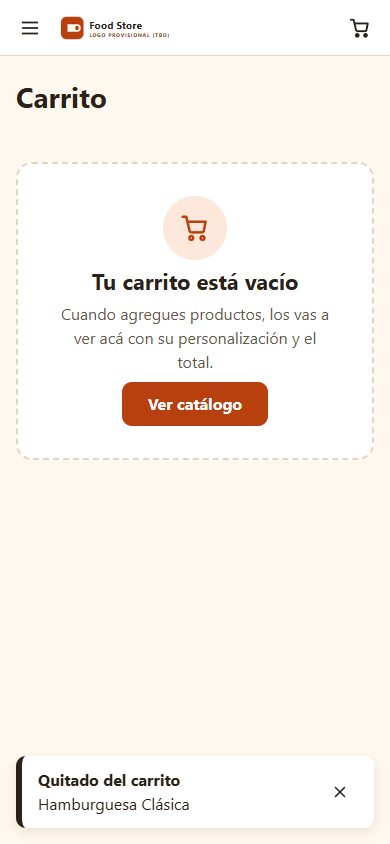 Food Store
LOGO PROVISIONAL (TBD)
Carrito
Tu carrito está vacío
Cuando agregues productos, los vas a
ver acá con su personalización y el
total.
Ver catálogo
Quitado del carrito
Hamburguesa Clásica